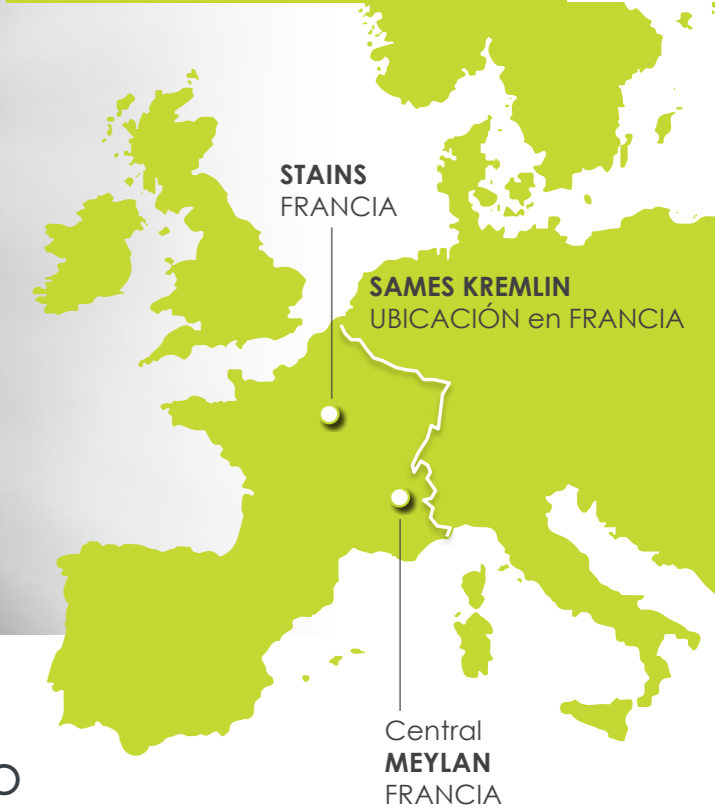 STAINS
FRANCIA
SAMES KREMLIN
UBICACIÓN en FRANCIA
Central
MEYLAN
FRANCIA